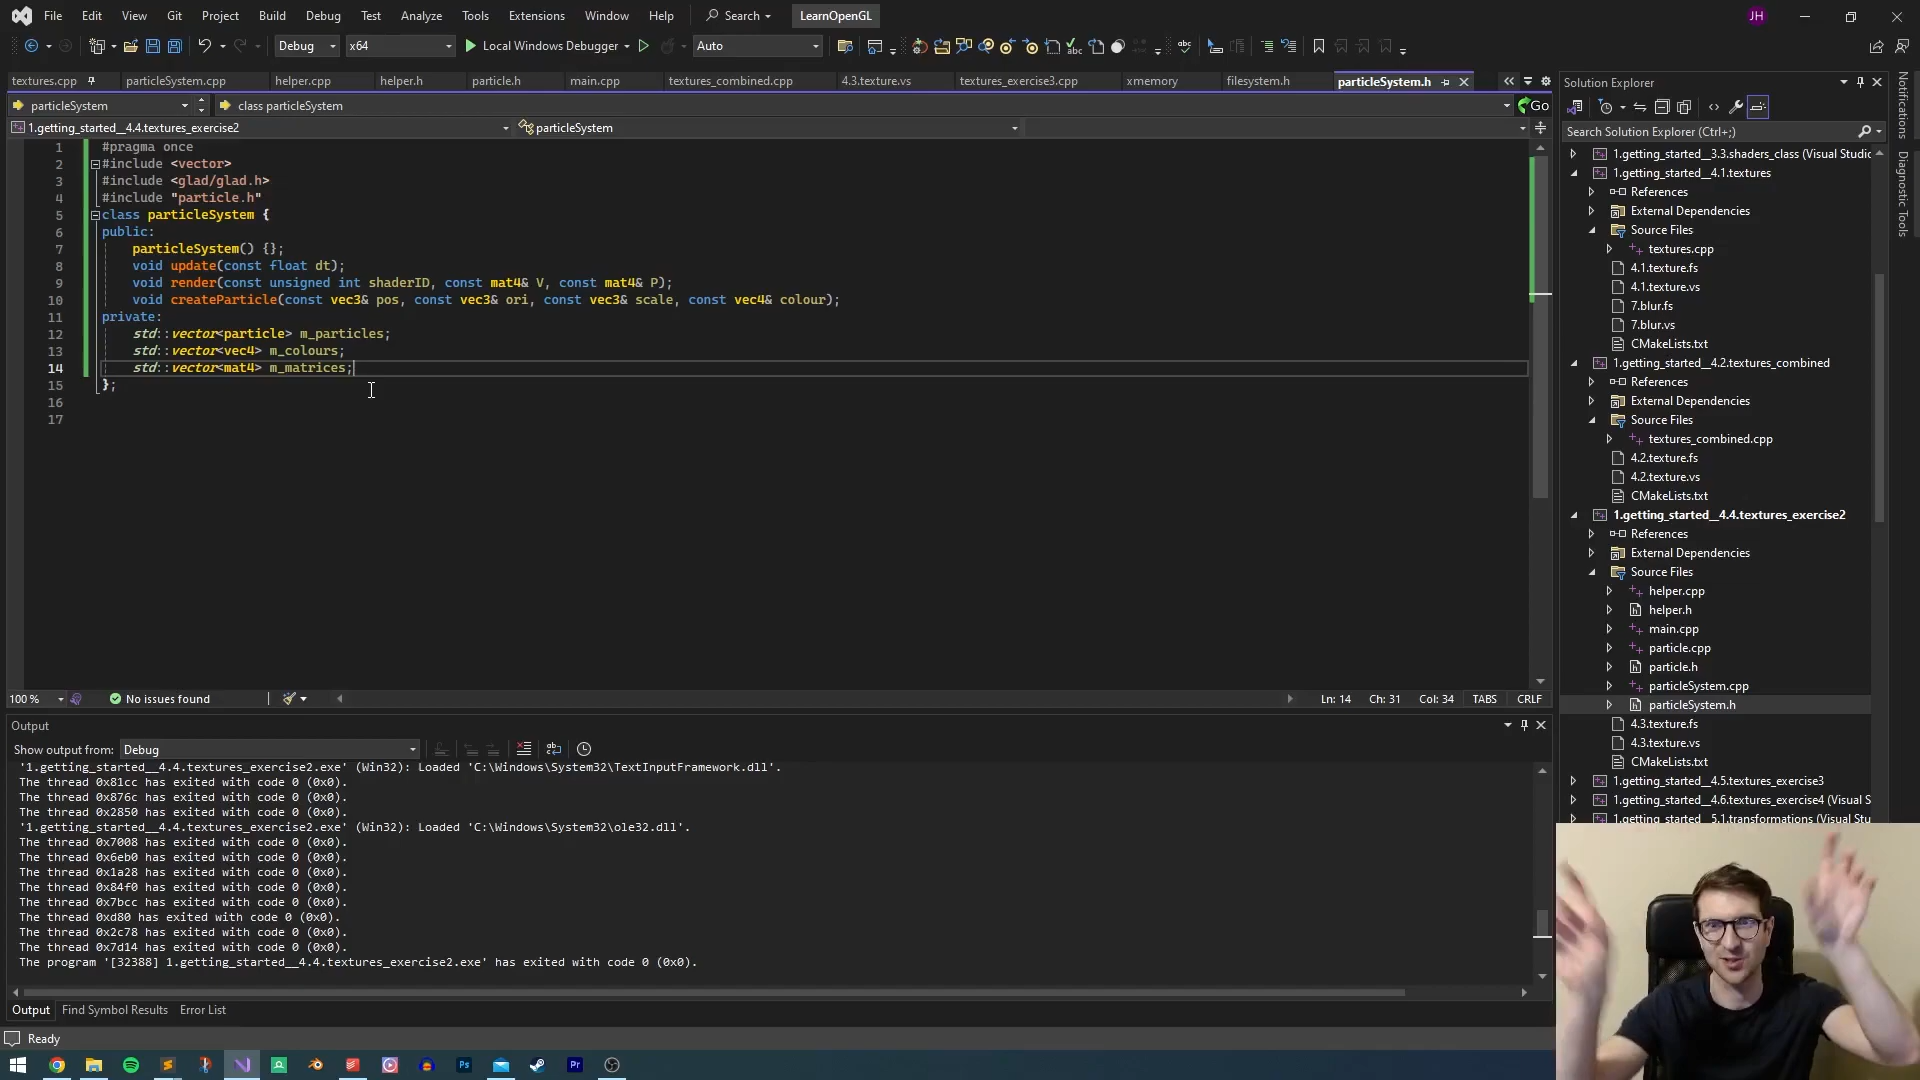 File Edit View Git Project Build Debug Test Analyze Tools Extensions Window Help Search LearnOpenGL JH
Debug x64 Local Windows Debugger Auto
textures.cpp particleSystem.cpp helper.cpp helper.h particle.h main.cpp textures_combined.cpp 4.3.texture.vs textures_exercise3.cpp xmemory filesystem.h particleSystem.h
particleSystem class particleSystem Go
1.getting_started__4.4.textures_exercise2 particleSystem
1 #pragma once
2 #include <vector>
3 #include <glad/glad.h>
4 #include "particle.h"
5 class particleSystem {
6 public:
7 particleSystem() {};
8 void update(const float dt);
9 void render(const unsigned int shaderID, const mat4& V, const mat4& P);
10 void createParticle(const vec3& pos, const vec3& ori, const vec3& scale, const vec4& colour);
11 private:
12 std::vector<particle> m_particles;
13 std::vector<vec4> m_colours;
14 std::vector<mat4> m_matrices;
15 };
16
17
100 % No issues found Ln: 14 Ch: 31 Col: 34 TABS CRLF
Output
Show output from: Debug
'1.getting_started__4.4.textures_exercise2.exe' (Win32): Loaded 'C:\Windows\System32\TextInputFramework.dll'.
The thread 0x81cc has exited with code 0 (0x0).
The thread 0x876c has exited with code 0 (0x0).
The thread 0x2850 has exited with code 0 (0x0).
'1.getting_started__4.4.textures_exercise2.exe' (Win32): Loaded 'C:\Windows\System32\ole32.dll'.
The thread 0x7008 has exited with code 0 (0x0).
The thread 0x6eb0 has exited with code 0 (0x0).
The thread 0x1a28 has exited with code 0 (0x0).
The thread 0x84f0 has exited with code 0 (0x0).
The thread 0x7bcc has exited with code 0 (0x0).
The thread 0xd80 has exited with code 0 (0x0).
The thread 0x2c78 has exited with code 0 (0x0).
The thread 0x7d14 has exited with code 0 (0x0).
The program '[32388] 1.getting_started__4.4.textures_exercise2.exe' has exited with code 0 (0x0).
Output Find Symbol Results Error List
Ready
Solution Explorer
Search Solution Explorer (Ctrl+;)
1.getting_started__3.3.shaders_class (Visual Studio
1.getting_started__4.1.textures
References
External Dependencies
Source Files
textures.cpp
4.1.texture.fs
4.1.texture.vs
7.blur.fs
7.blur.vs
CMakeLists.txt
1.getting_started__4.2.textures_combined
References
External Dependencies
Source Files
textures_combined.cpp
4.2.texture.fs
4.2.texture.vs
CMakeLists.txt
1.getting_started__4.4.textures_exercise2
References
External Dependencies
Source Files
helper.cpp
helper.h
main.cpp
particle.cpp
particle.h
particleSystem.cpp
particleSystem.h
4.3.texture.fs
4.3.texture.vs
CMakeLists.txt
1.getting_started__4.5.textures_exercise3
1.getting_started__4.6.textures_exercise4 (Visual S
1.getting_started__5.1.transformations (Visual Stu
Notifications
Diagnostic Tools
Ps
Pr